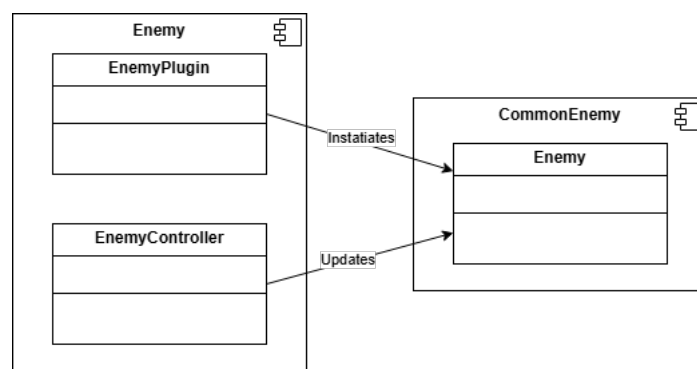 Enemy
EnemyPlugin
Instatiates
CommonEnemy
Enemy
EnemyController
Updates